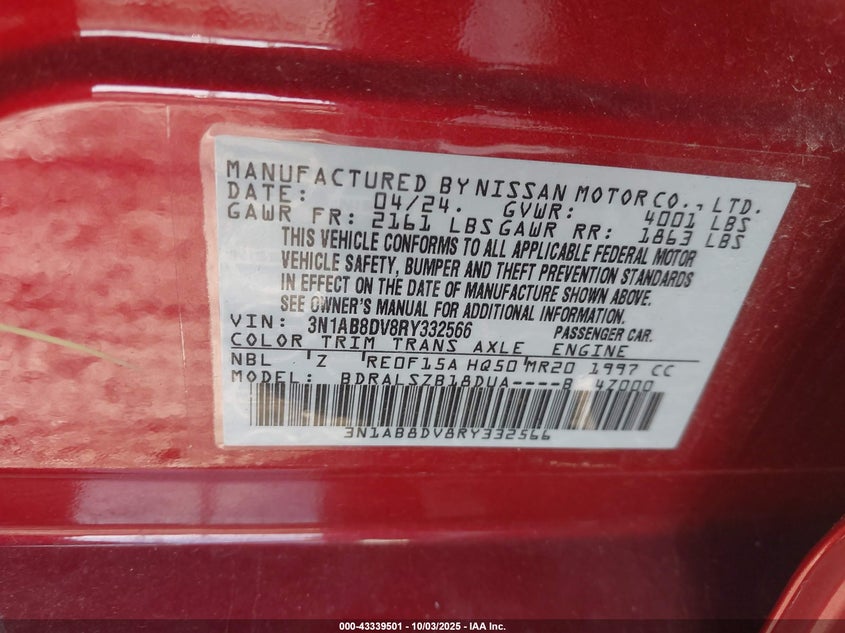 MANUFACTURED BY NISSAN MOTOR CO., LTD.
DATE: 04/24. GVWR: 4001 LBS
GAWR FR: 2161 LBS GAWR RR: 1863 LBS
THIS VEHICLE CONFORMS TO ALL APPLICABLE FEDERAL MOTOR
VEHICLE SAFETY, BUMPER AND THEFT PREVENTION STANDARDS
IN EFFECT ON THE DATE OF MANUFACTURE SHOWN ABOVE.
SEE OWNER'S MANUAL FOR ADDITIONAL INFORMATION.
VIN: 3N1AB8DV8RY332566 PASSENGER CAR.
COLOR TRIM TRANS AXLE ENGINE
NBL 'Z 'RE0F15A HQ50 'MR20 1997 CC
MODEL: BDRALSZB18DUA----B 47000
3N1AB8DV8RY332566
000-43339501 - 10/03/2025 - IAA Inc.